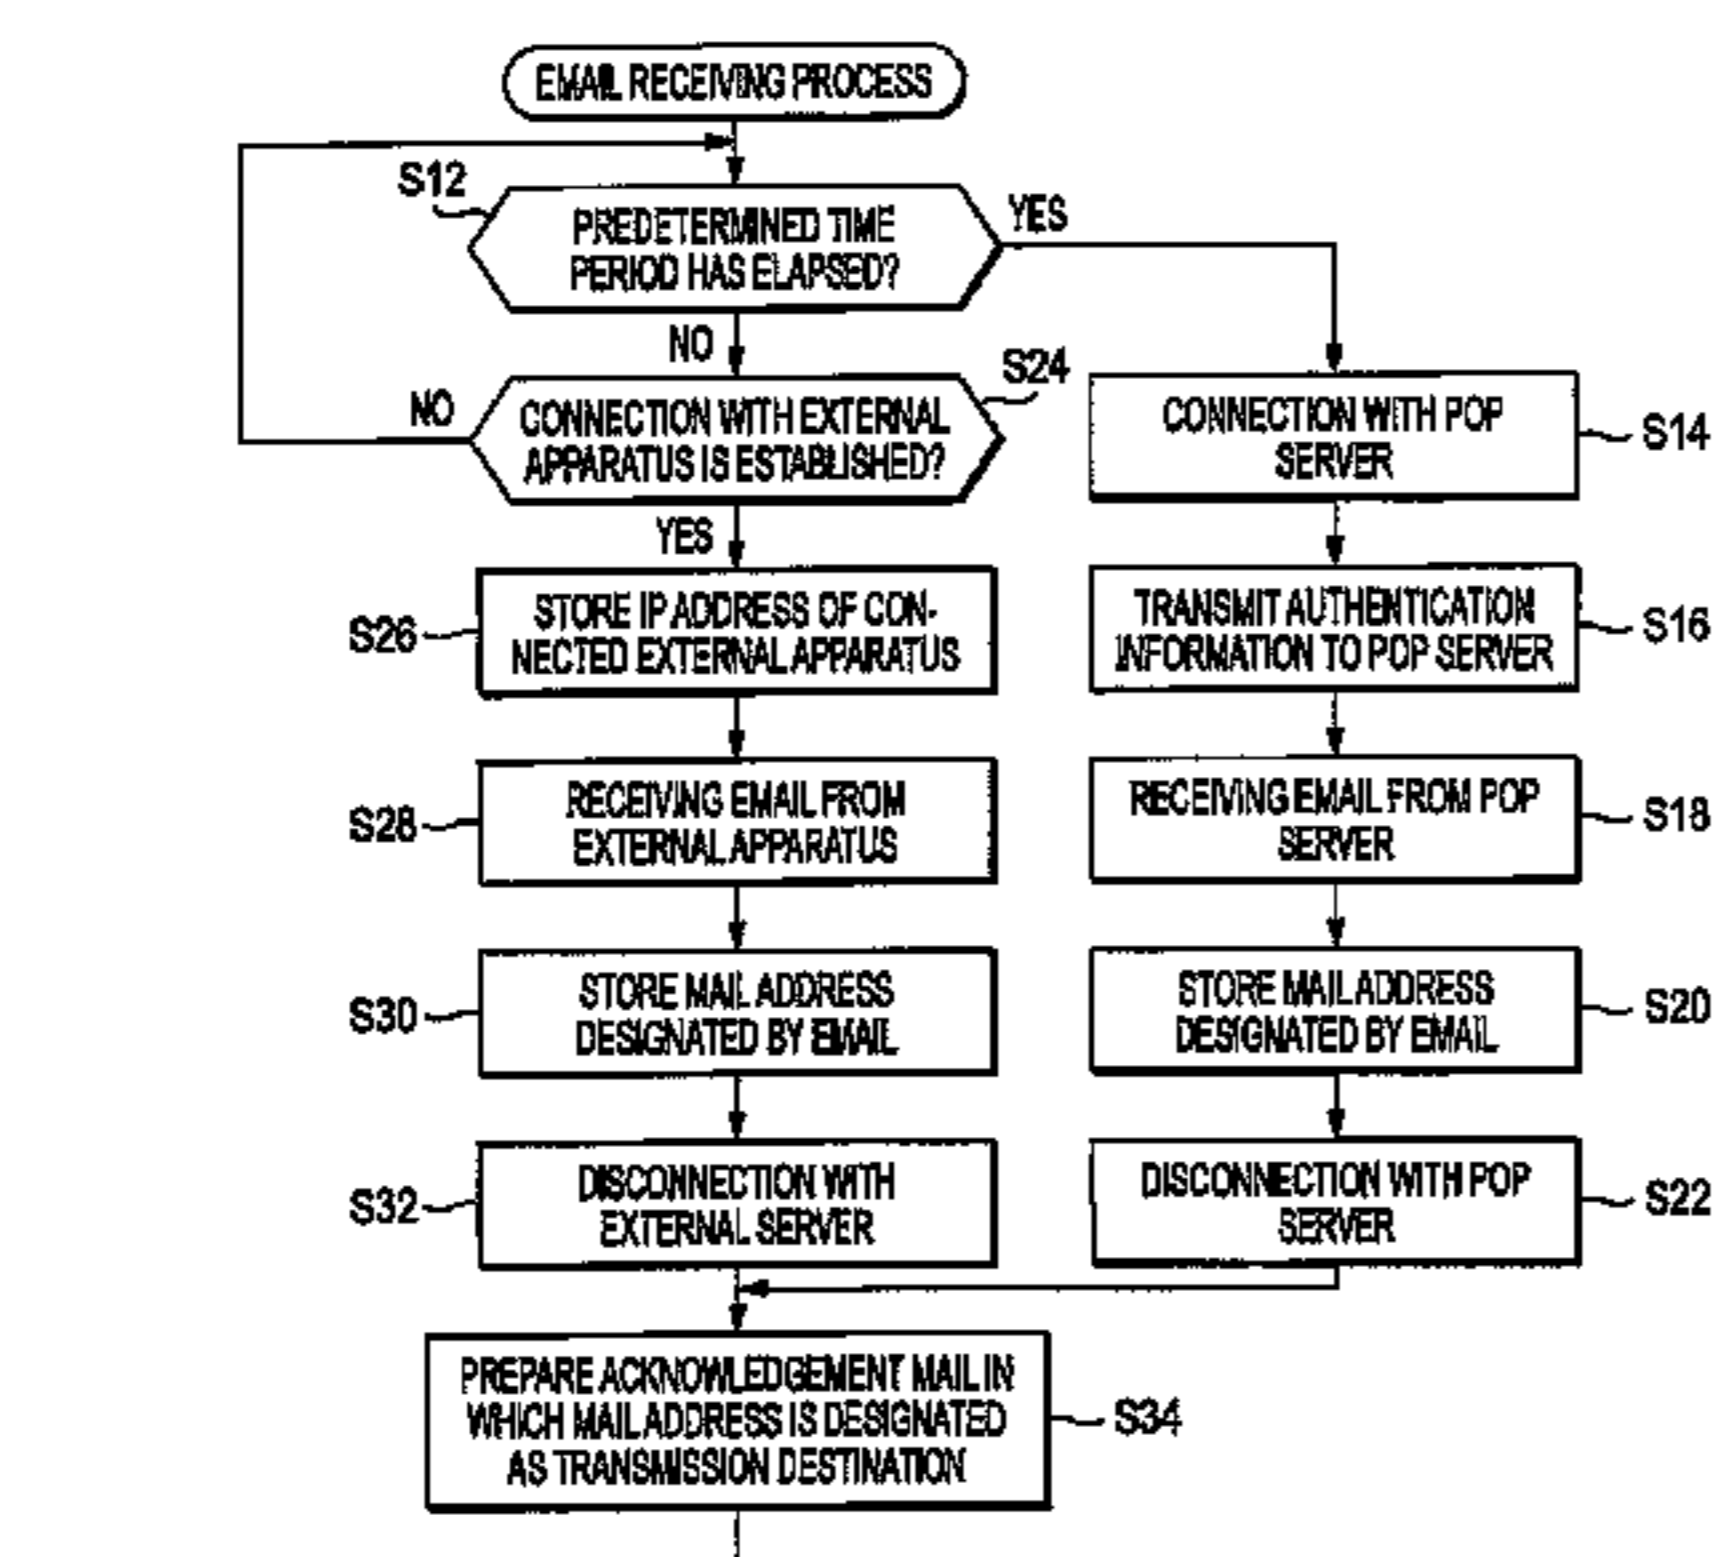 EMAIL RECEIVING PROCESS
S12
PREDETERMINED TIME
PERIOD HAS ELAPSED?
YES
NO
S24
NO
CONNECTION WITH EXTERNAL
APPARATUS IS ESTABLISHED?
CONNECTION WITH POP
SERVER
S14
YES
S26
STORE IP ADDRESS OF CON-
NECTED EXTERNAL APPARATUS
TRANSMIT AUTHENTICATION
INFORMATION TO POP SERVER
S16
S28
RECEIVING EMAIL FROM
EXTERNAL APPARATUS
RECEIVING EMAIL FROM POP
SERVER
S18
S30
STORE MAIL ADDRESS
DESIGNATED BY EMAIL
STORE MAIL ADDRESS
DESIGNATED BY EMAIL
S20
S32
DISCONNECTION WITH
EXTERNAL SERVER
DISCONNECTION WITH POP
SERVER
S22
PREPARE ACKNOWLEDGEMENT MAIL IN
WHICH MAIL ADDRESS IS DESIGNATED
AS TRANSMISSION DESTINATION
S34